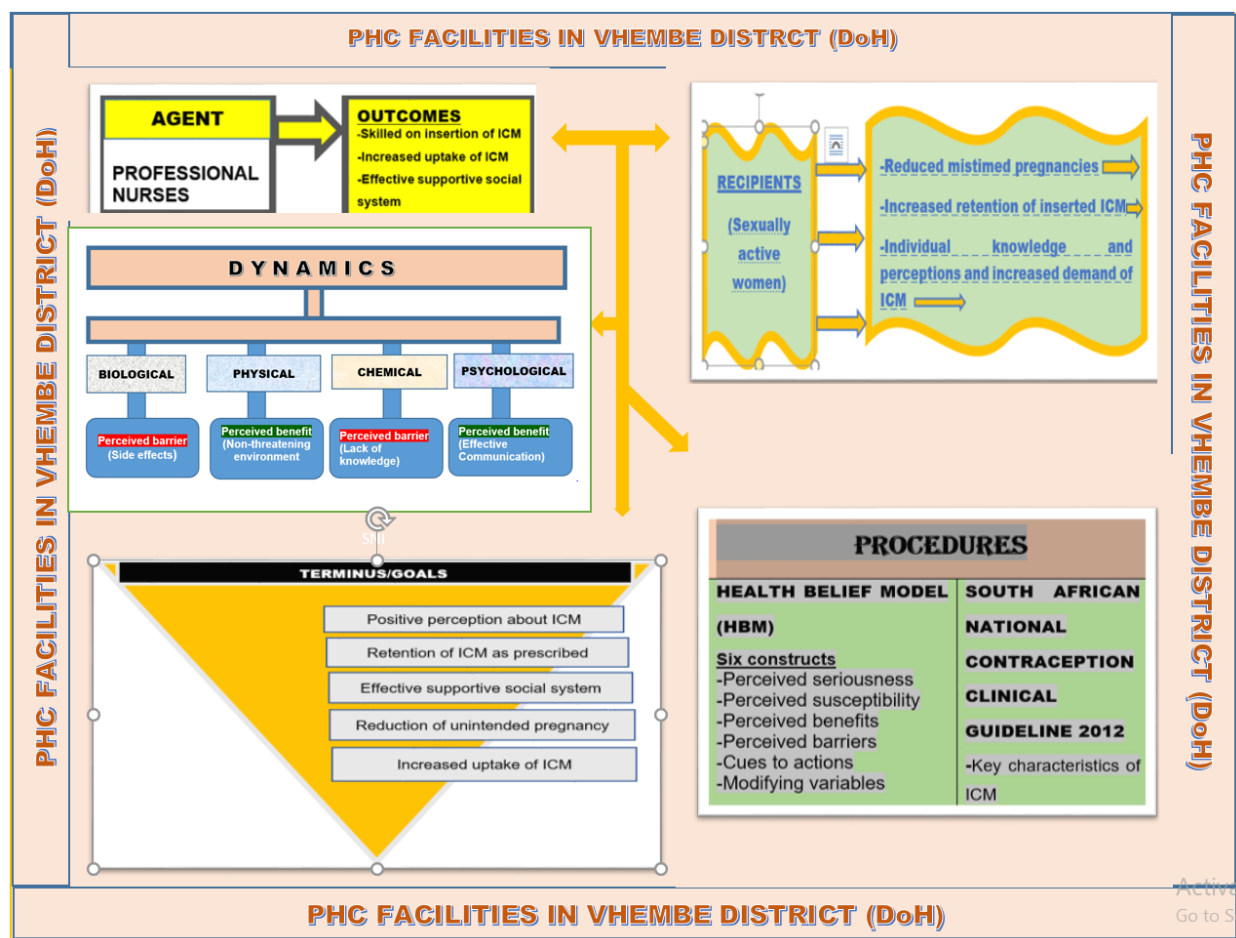 PHC FACILITIES IN VHEMBE DISTRCT (DoH)
PHC FACILITIES IN VHEMBE DISTRICT (DoH)
AGENT
PROFESSIONAL
NURSES
OUTCOMES
-Skilled on insertion of ICM
-Increased uptake of ICM
-Effective supportive social
system
RECIPIENTS
(Sexually
active
women)
-Reduced mistimed pregnancies
-Increased retention of inserted ICM
-Individual knowledge and
perceptions and increased demand of
ICM
PHC FACILITIES IN VHEMBE DISTRICT (DoH)
DYNAMICS
BIOLOGICAL
PHYSICAL
CHEMICAL
PSYCHOLOGICAL
Perceived barrier
(Side effects)
Perceived benefit
(Non-threatening
environment
Perceived barrier
(Lack of
knowledge)
Perceived benefit
(Effective
Communication)
.
TERMINUS/GOALS
Positive perception about ICM
Retention of ICM as prescribed
Effective supportive social system
Reduction of unintended pregnancy
Increased uptake of ICM
PROCEDURES
HEALTH BELIEF MODEL
(HBM)
Six constructs
-Perceived seriousness
-Perceived susceptibility
-Perceived benefits
-Perceived barriers
-Cues to actions
-Modifying variables
SOUTH AFRICAN
NATIONAL
CONTRACEPTION
CLINICAL
GUIDELINE 2012
-Key characteristics of
ICM
PHC FACILITIES IN VHEMBE DISTRICT (DoH)
Activa
Go to S